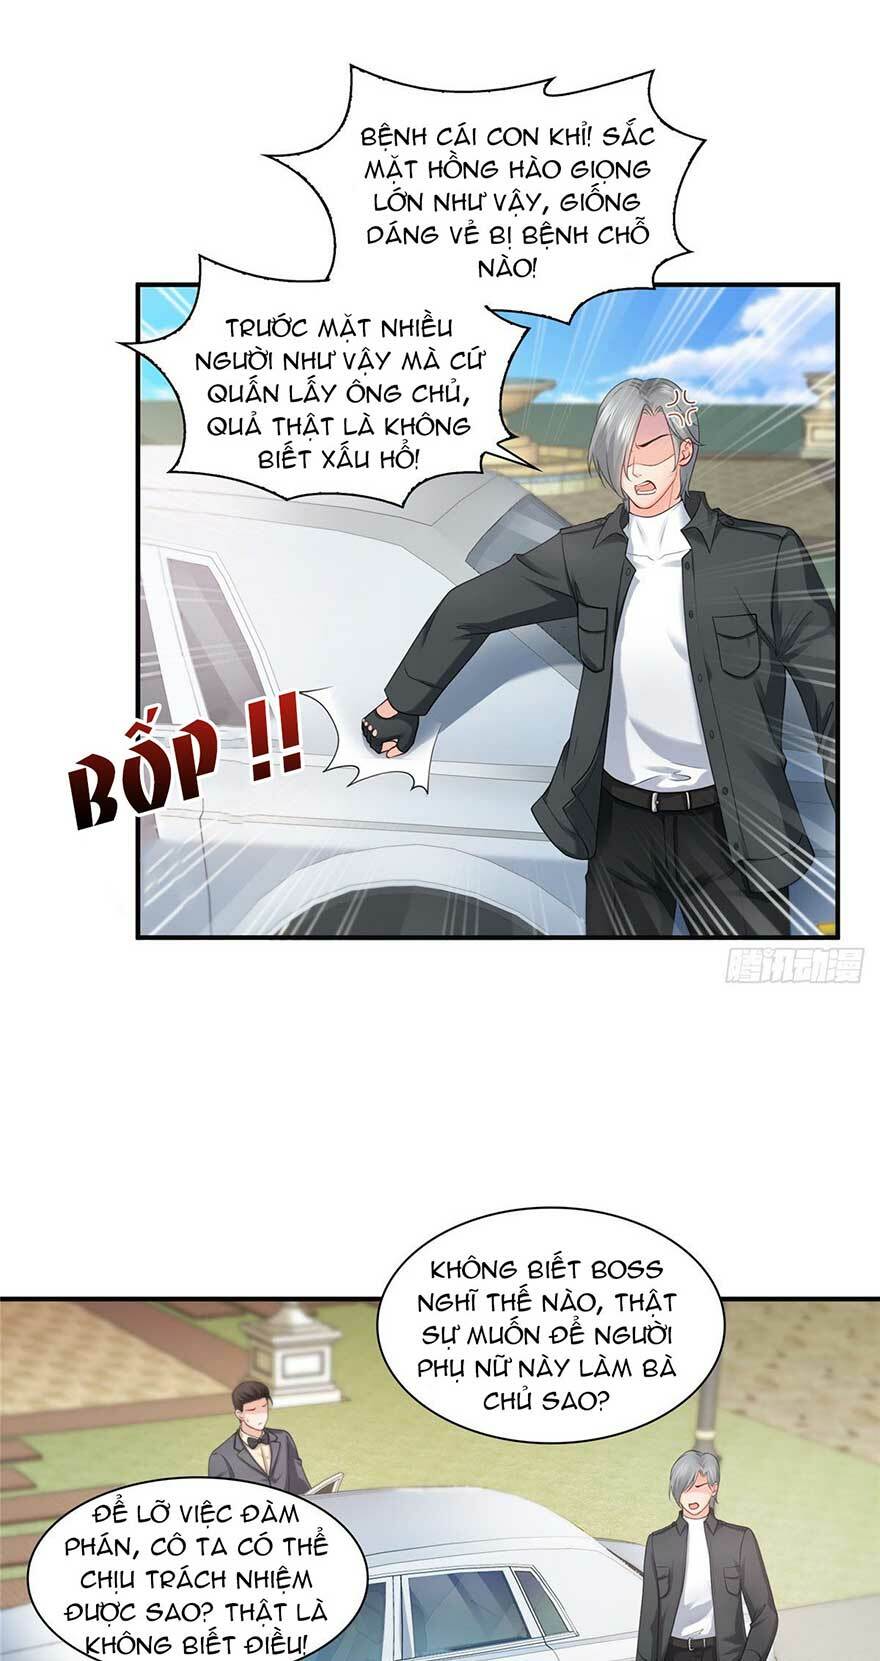 BỆNH CÁI CON KHỈ! SẮC
MẶT HỒNG HÀO GIỌNG
LỚN NHƯ VẬY, GIỐNG
DÁNG VẺ BỊ BỆNH CHỖ
NÀO!
TRƯỚC MẶT NHIỀU
NGƯỜI NHƯ VẬY MÀ CỨ
QUẤN LẤY ÔNG CHỦ,
QUẢ THẬT LÀ KHÔNG
BIẾT XẤU HỔ!
BỐP !!
腾讯动漫
KHÔNG BIẾT BOSS
NGHĨ THẾ NÀO, THẬT
SỰ MUỐN ĐỂ NGƯỜI
PHỤ NỮ NÀY LÀM BÀ
CHỦ SAO?
ĐỂ LỠ VIỆC ĐÀM
PHÁN, CÔ TA CÓ THỂ
CHỊU TRÁCH NHIỆM
ĐƯỢC SAO? THẬT LÀ
KHÔNG BIẾT ĐIỀU!